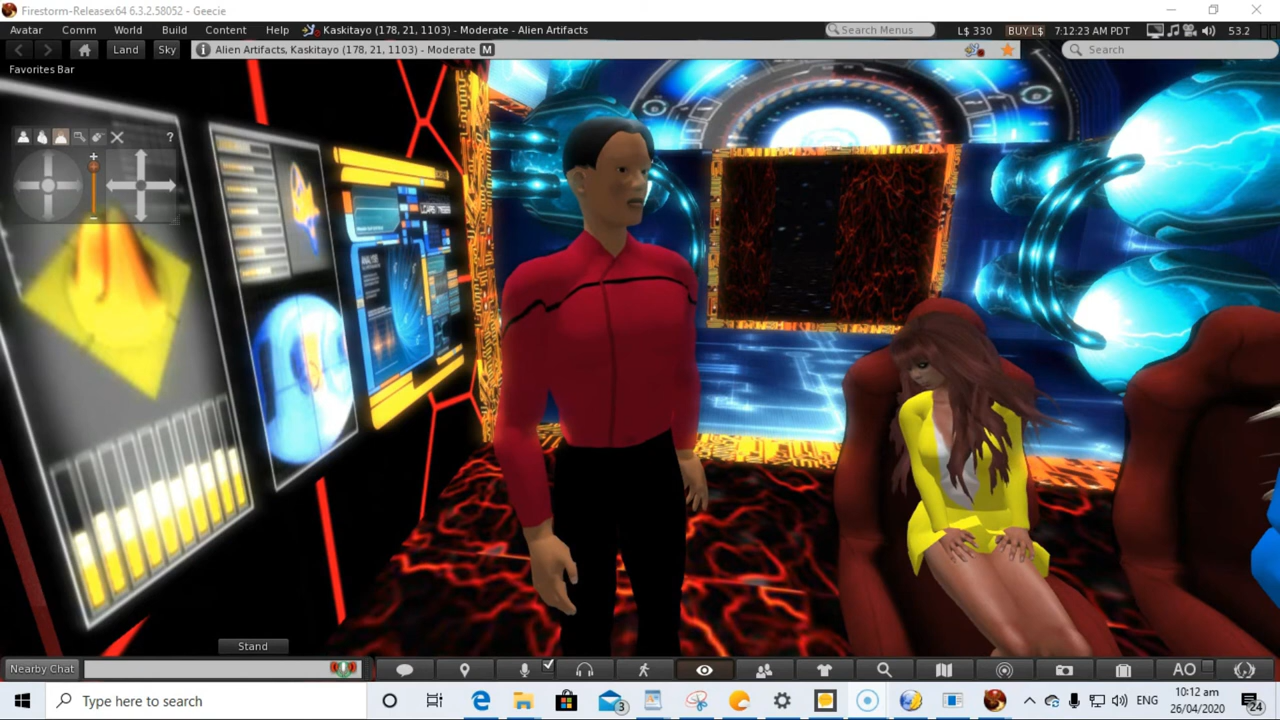 Firestorm-Releasex64 6.3.2.58052 - Geecie
Avatar Comm World Build Content Help Kaskitayo (178, 21, 1103) - Moderate - Alien Artifacts Search Menus L$ 330 BUY L$ 7:12:23 AM PDT 53.2
Land Sky Alien Artifacts, Kaskitayo (178, 21, 1103) - Moderate M Search
Favorites Bar
?
Stand
Nearby Chat AO
Type here to search 3 ENG 10:12 am
26/04/2020 24